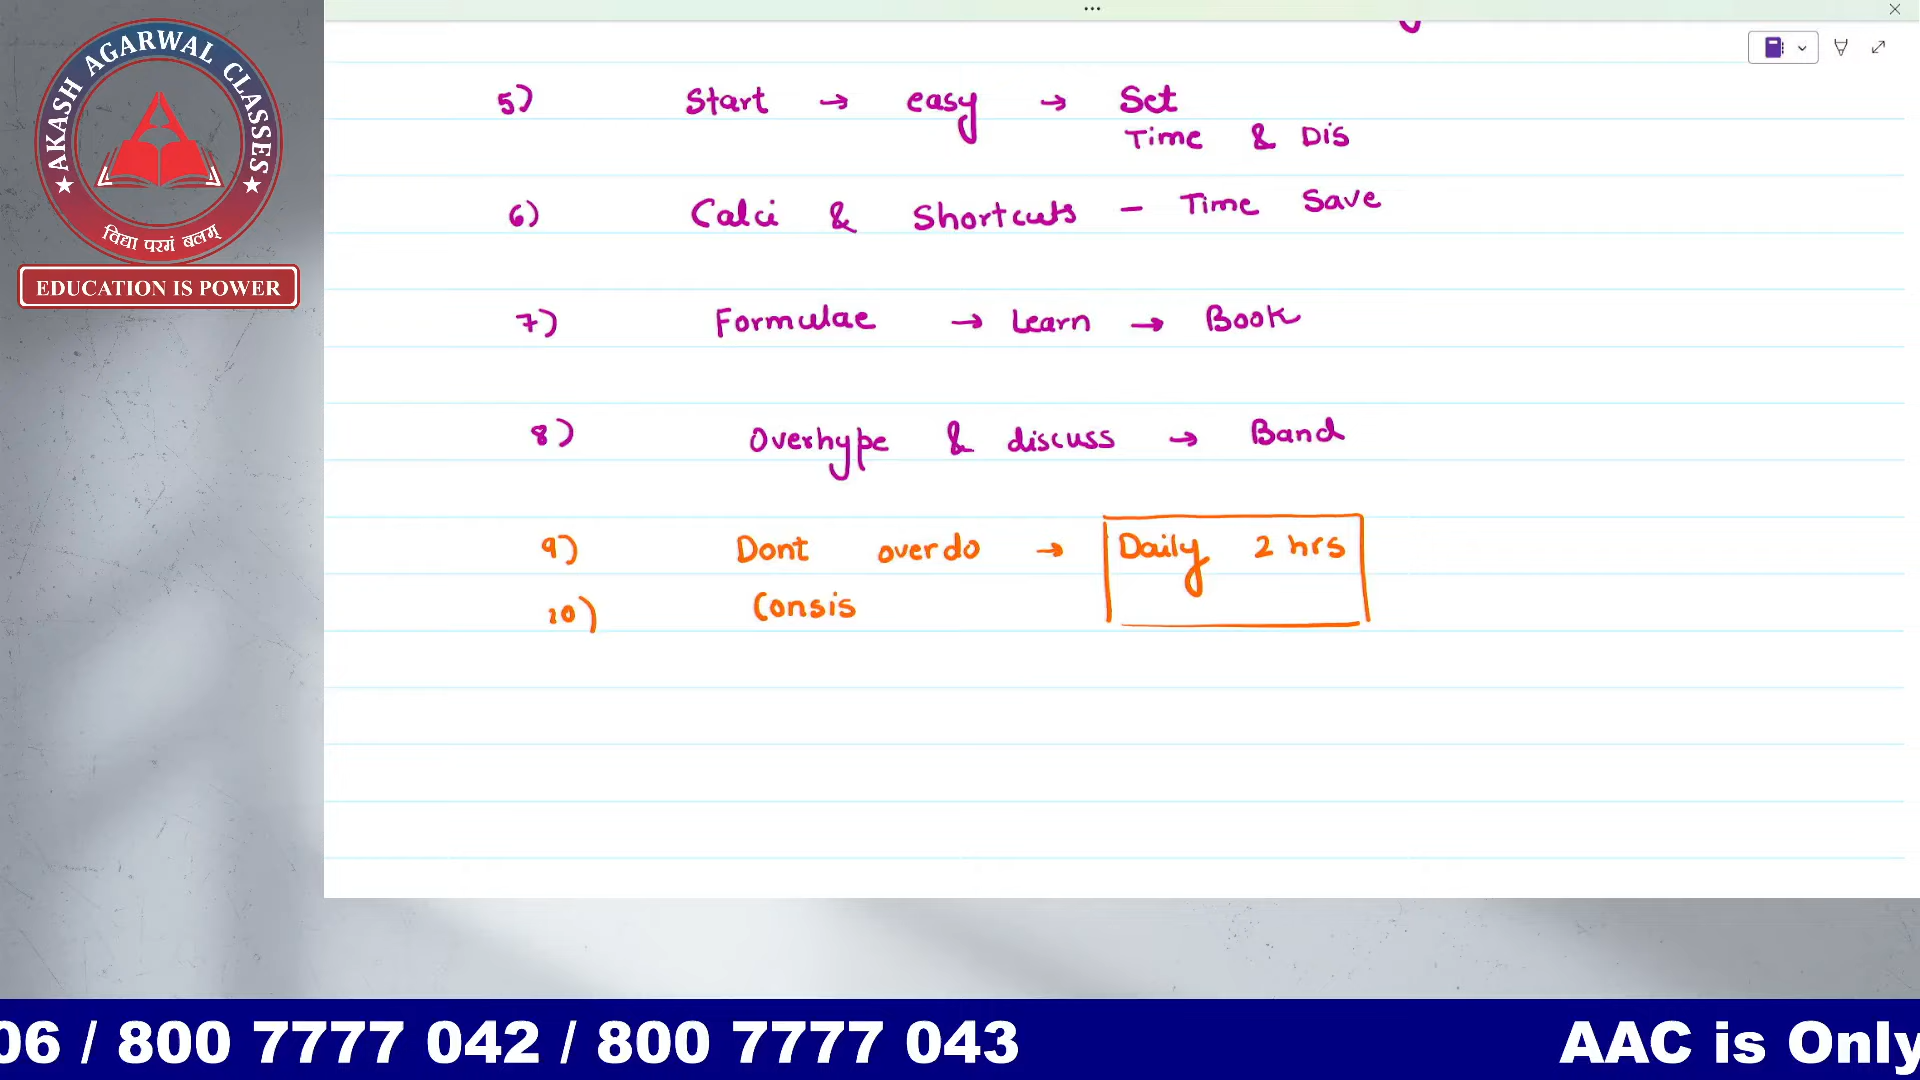 AKASH AGARWAL CLASSES
विद्या परमं बलम्
EDUCATION IS POWER
5) Start → easy → Set
Time & Dis
6) Calci & Shortcuts - Time Save
7) Formulae → Learn → Book
8) Overhype & discuss → Band
9) Dont overdo → Daily 2 hrs
10) Consis
06 / 800 7777 042 / 800 7777 043 AAC is Only